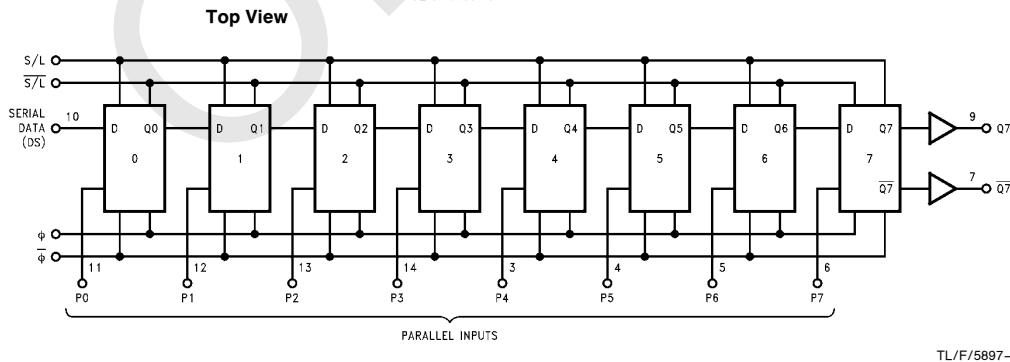 Top View
S/L
S/L
SERIAL DATA (DS)
10
D Q0 D Q1 D Q2 D Q3 D Q4 D Q5 D Q6 D Q7
9 Q7
0 1 2 3 4 5 6 7
Q7
7 Q7
φ
φ
11 12 13 14 3 4 5 6
P0 P1 P2 P3 P4 P5 P6 P7
PARALLEL INPUTS
TL/F/5897–